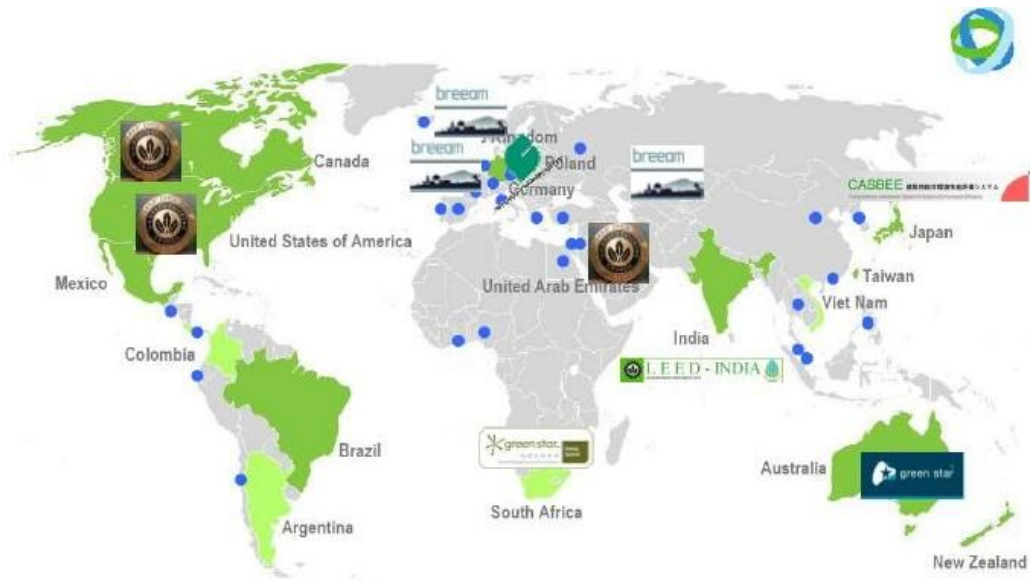 breeam
Kingdom
breeam
Poland
breeam
Canada
Germany
CASBEE
United States of America
Japan
Mexico
United Arab Emirates
Taiwan
Viet Nam
India
Colombia
LEED-INDIA
green star
Brazil
Australia
green star
South Africa
Argentina
New Zealand